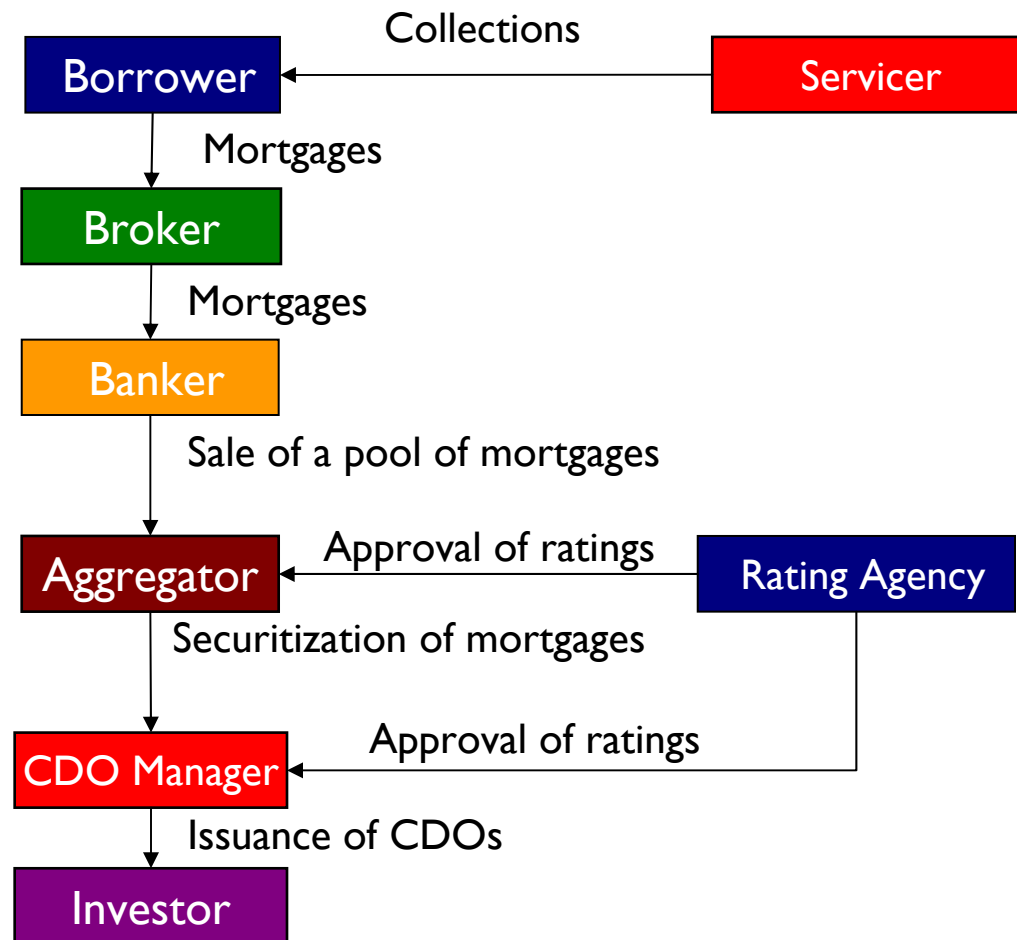 Collections
Borrower
Servicer
Mortgages
Broker
Mortgages
Banker
Sale of a pool of mortgages
Approval of ratings
Aggregator
Rating Agency
Securitization of mortgages
Approval of ratings
CDO Manager
Issuance of CDOs
Investor